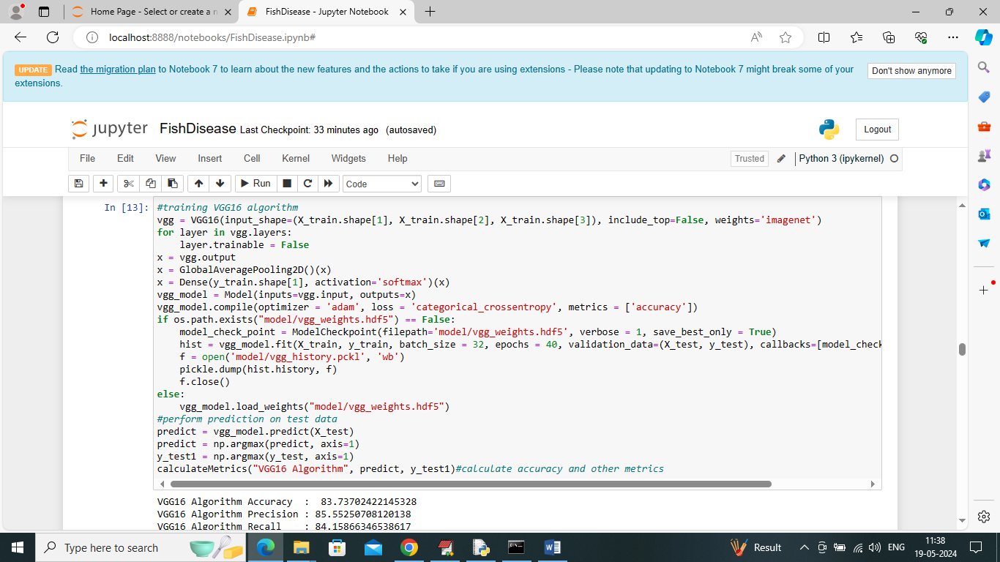 Home Page - Select or create a n
FishDisease - Jupyter Notebook
localhost:8888/notebooks/FishDisease.ipynb#
UPDATE Read the migration plan to Notebook 7 to learn about the new features and the actions to take if you are using extensions - Please note that updating to Notebook 7 might break some of your
extensions.
Don't show anymore
jupyter FishDisease Last Checkpoint: 33 minutes ago (autosaved)
Logout
File Edit View Insert Cell Kernel Widgets Help
Trusted
Python 3 (ipykernel)
Run
Code
In [13]:
#training VGG16 algorithm
vgg = VGG16(input_shape=(X_train.shape[1], X_train.shape[2], X_train.shape[3]), include_top=False, weights='imagenet')
for layer in vgg.layers:
    layer.trainable = False
x = vgg.output
x = GlobalAveragePooling2D()(x)
x = Dense(y_train.shape[1], activation='softmax')(x)
vgg_model = Model(inputs=vgg.input, outputs=x)
vgg_model.compile(optimizer = 'adam', loss = 'categorical_crossentropy', metrics = ['accuracy'])
if os.path.exists("model/vgg_weights.hdf5") == False:
    model_check_point = ModelCheckpoint(filepath='model/vgg_weights.hdf5', verbose = 1, save_best_only = True)
    hist = vgg_model.fit(X_train, y_train, batch_size = 32, epochs = 40, validation_data=(X_test, y_test), callbacks=[model_check
    f = open('model/vgg_history.pckl', 'wb')
    pickle.dump(hist.history, f)
    f.close()
else:
    vgg_model.load_weights("model/vgg_weights.hdf5")
#perform prediction on test data
predict = vgg_model.predict(X_test)
predict = np.argmax(predict, axis=1)
y_test1 = np.argmax(y_test, axis=1)
calculateMetrics("VGG16 Algorithm", predict, y_test1)#calculate accuracy and other metrics
VGG16 Algorithm Accuracy  :  83.73702422145328
VGG16 Algorithm Precision : 85.55250708120138
VGG16 Algorithm Recall    : 84.15866346538617
Type here to search
Result
ENG
11:38
19-05-2024